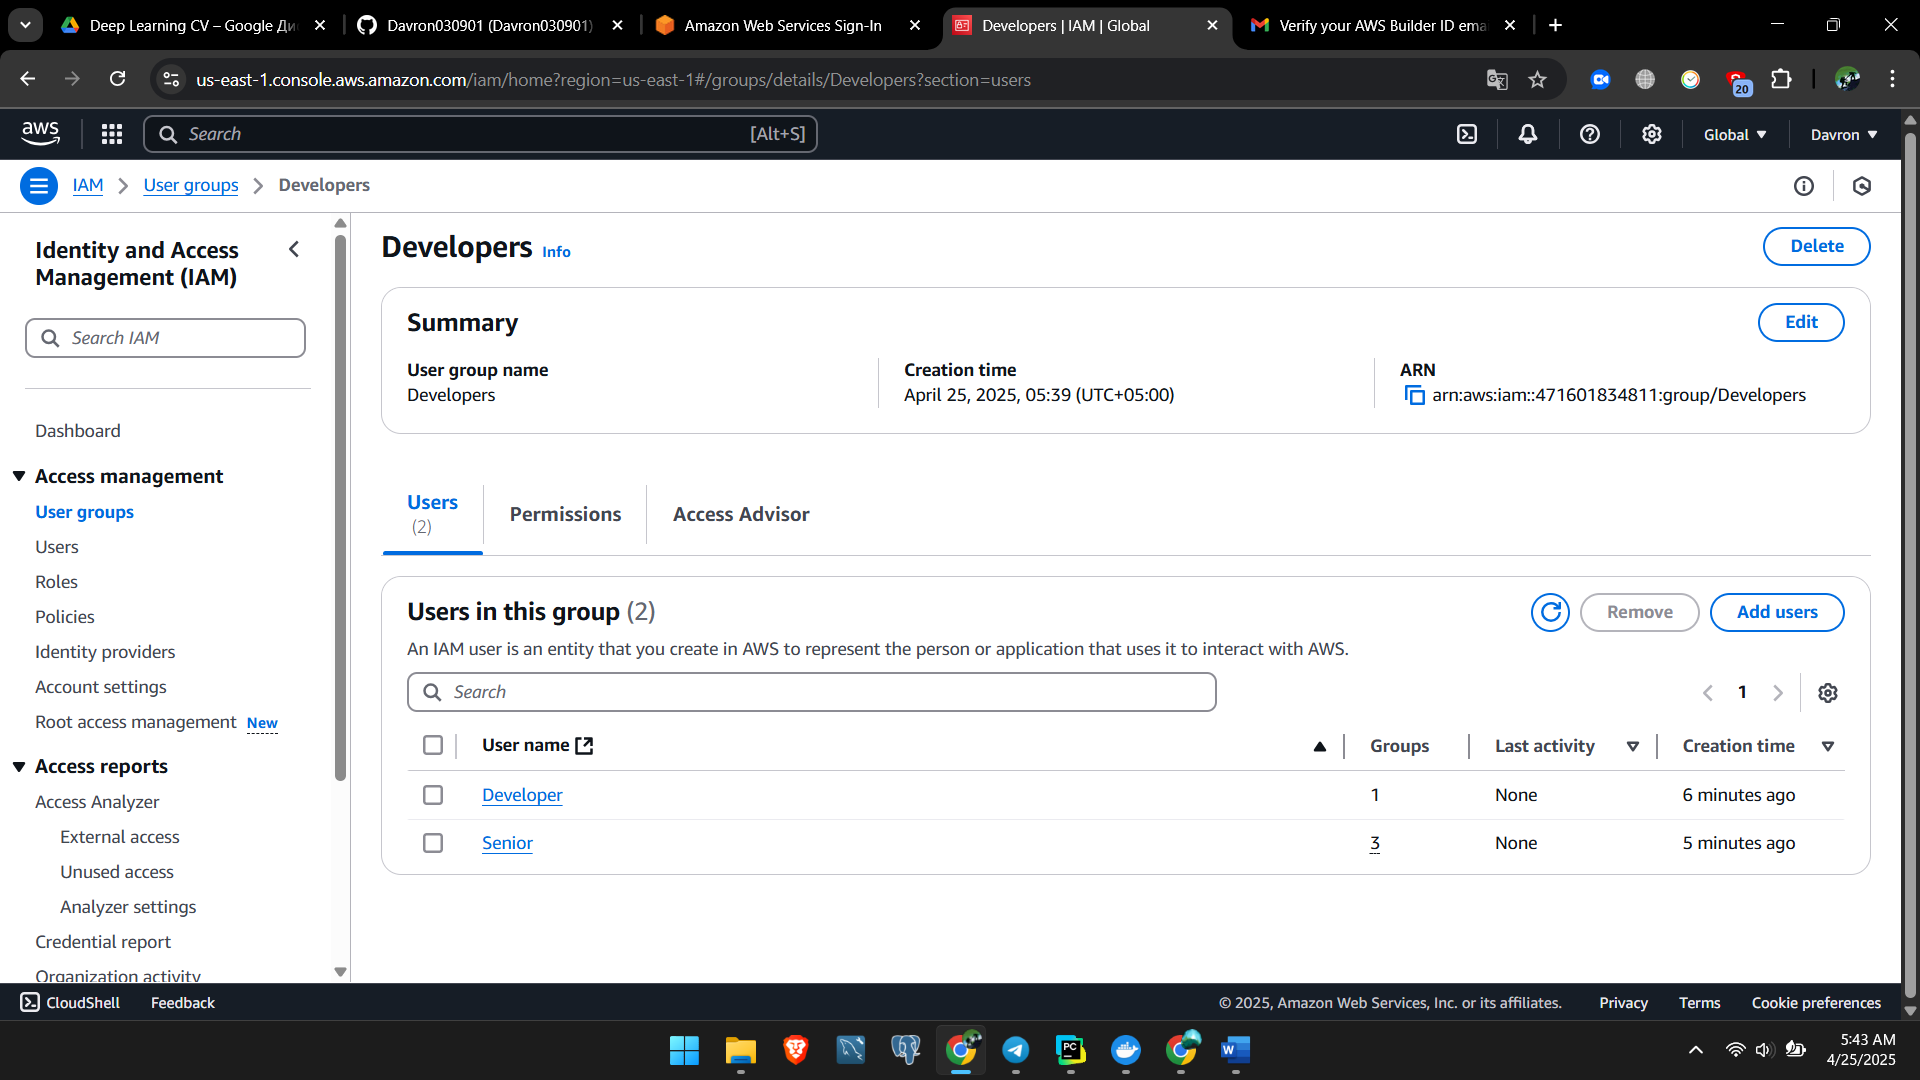 Deep Learning CV – Google Ди
Davron030901 (Davron030901)
Amazon Web Services Sign-In
Developers | IAM | Global
Verify your AWS Builder ID ema
us-east-1.console.aws.amazon.com/iam/home?region=us-east-1#/groups/details/Developers?section=users
20
aws
Search
[Alt+S]
Global
Davron
IAM
User groups
Developers
Identity and Access
Management (IAM)
Search IAM
Dashboard
Access management
User groups
Users
Roles
Policies
Identity providers
Account settings
Root access management New
Access reports
Access Analyzer
External access
Unused access
Analyzer settings
Credential report
Organization activity
Developers Info
Delete
Summary
Edit
User group name
Developers
Creation time
April 25, 2025, 05:39 (UTC+05:00)
ARN
arn:aws:iam::471601834811:group/Developers
Users
(2)
Permissions
Access Advisor
Users in this group (2)
Remove
Add users
An IAM user is an entity that you create in AWS to represent the person or application that uses it to interact with AWS.
Search
1
User name Groups Last activity Creation time
Developer 1 None 6 minutes ago
Senior 3 None 5 minutes ago
CloudShell
Feedback
© 2025, Amazon Web Services, Inc. or its affiliates.
Privacy
Terms
Cookie preferences
PC
W
5:43 AM
4/25/2025